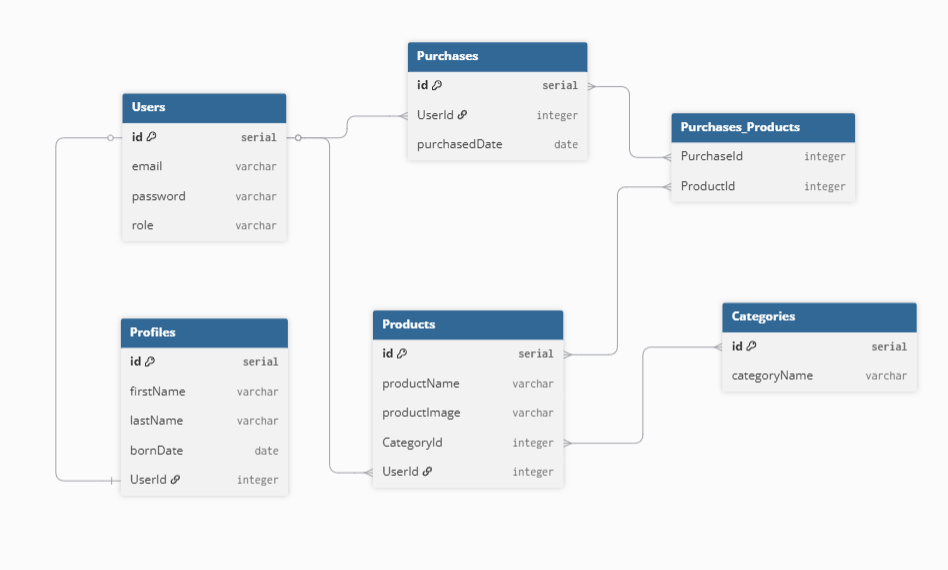 Users
id serial
email varchar
password varchar
role varchar
Purchases
id serial
UserId integer
purchasedDate date
Purchases_Products
PurchaseId integer
ProductId integer
Profiles
id serial
firstName varchar
lastName varchar
bornDate date
UserId integer
Products
id serial
productName varchar
productImage varchar
CategoryId integer
UserId integer
Categories
id serial
categoryName varchar